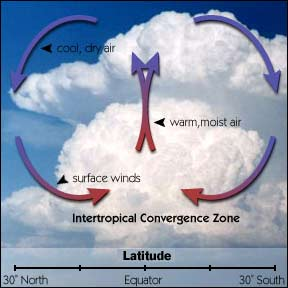 cool, dry air
warm,moist air
surface winds
Intertropical Convergence Zone
Latitude
30° North Equator 30° South